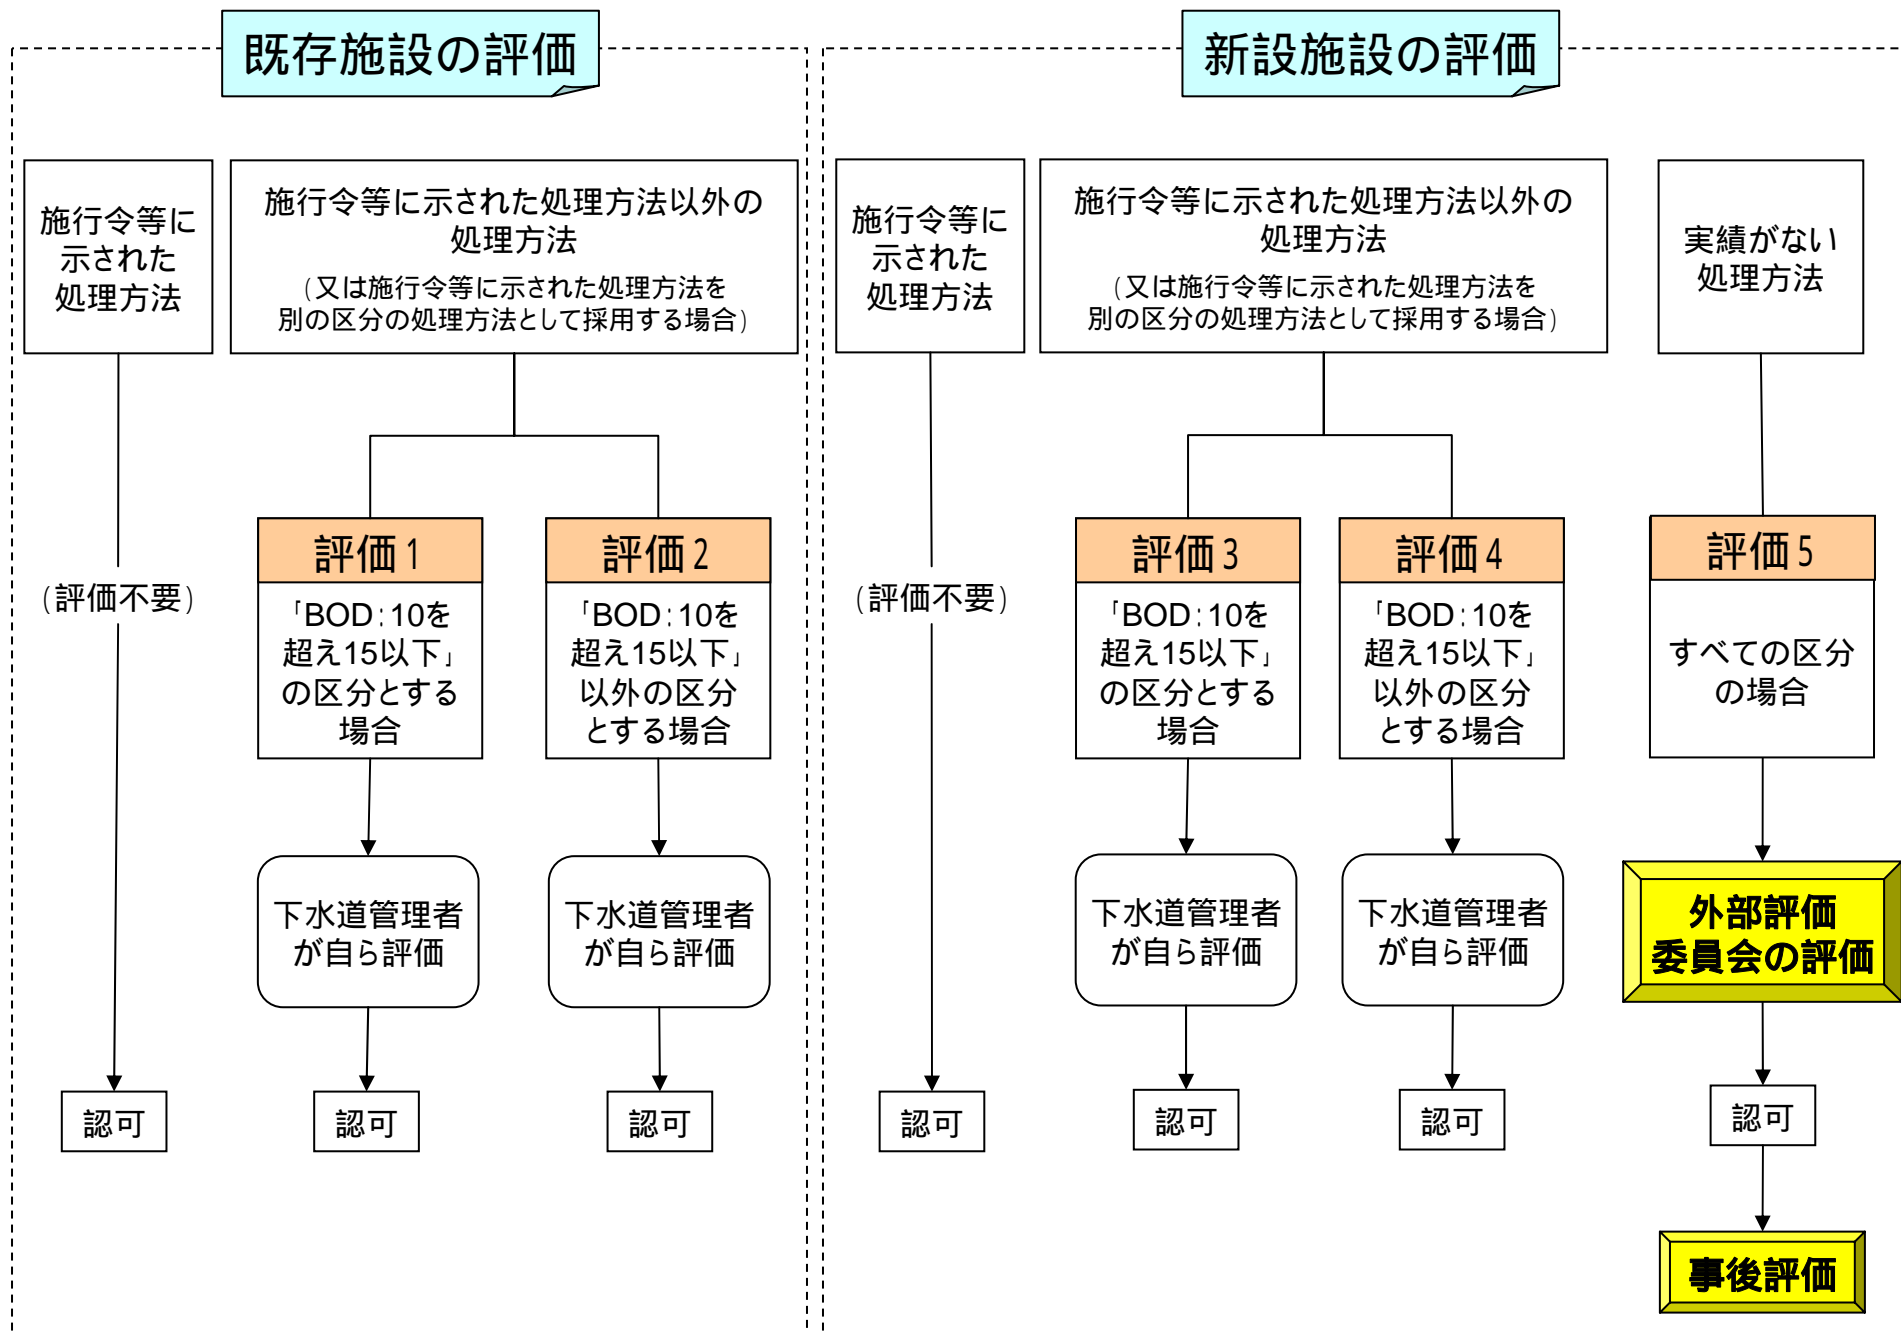 既存施設の評価
施行令等に
示された
処理方法
(評価不要)
認可
施行令等に示された処理方法以外の
処理方法
(又は施行令等に示された処理方法を
別の区分の処理方法として採用する場合)
評価1
「BOD:10を
超え15以下」
の区分とする
場合
下水道管理者
が自ら評価
認可
評価2
「BOD:10を
超え15以下」
以外の区分
とする場合
下水道管理者
が自ら評価
認可
新設施設の評価
施行令等に
示された
処理方法
(評価不要)
認可
施行令等に示された処理方法以外の
処理方法
(又は施行令等に示された処理方法を
別の区分の処理方法として採用する場合)
評価3
「BOD:10を
超え15以下」
の区分とする
場合
下水道管理者
が自ら評価
認可
評価4
「BOD:10を
超え15以下」
以外の区分
とする場合
下水道管理者
が自ら評価
認可
実績がない
処理方法
評価5
すべての区分
の場合
外部評価
委員会の評価
認可
事後評価